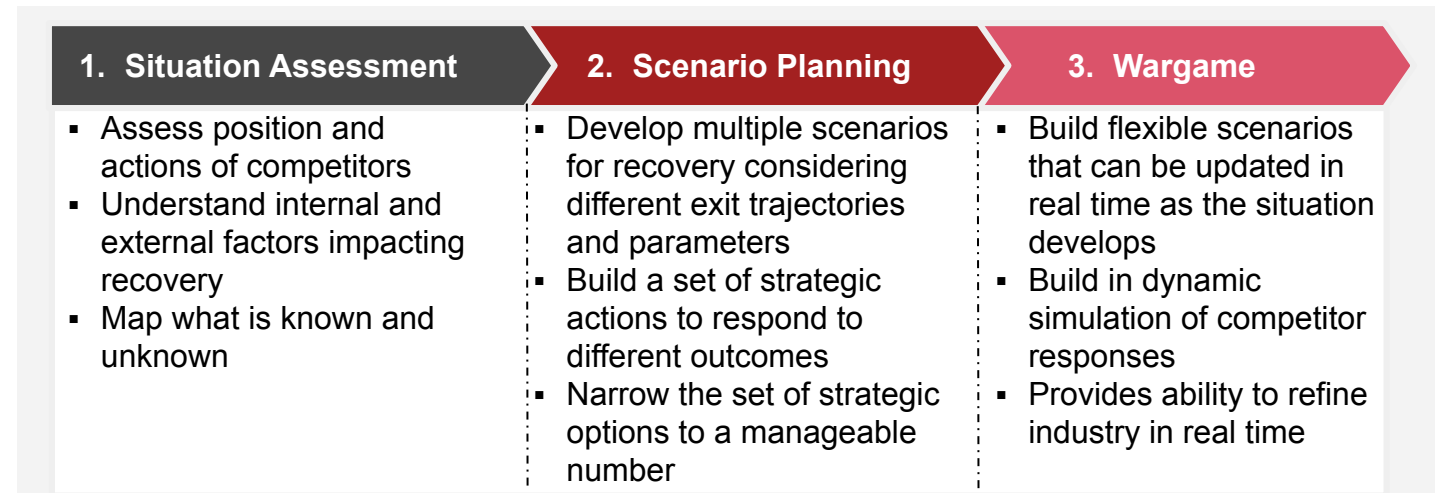 1. Situation Assessment
▪ Assess position and
actions of competitors
▪ Understand internal and
external factors impacting
recovery
▪ Map what is known and
unknown
2. Scenario Planning
▪ Develop multiple scenarios
for recovery considering
different exit trajectories
and parameters
▪ Build a set of strategic
actions to respond to
different outcomes
▪ Narrow the set of strategic
options to a manageable
number
3. Wargame
▪ Build flexible scenarios
that can be updated in
real time as the situation
develops
▪ Build in dynamic
simulation of competitor
responses
▪ Provides ability to refine
industry in real time